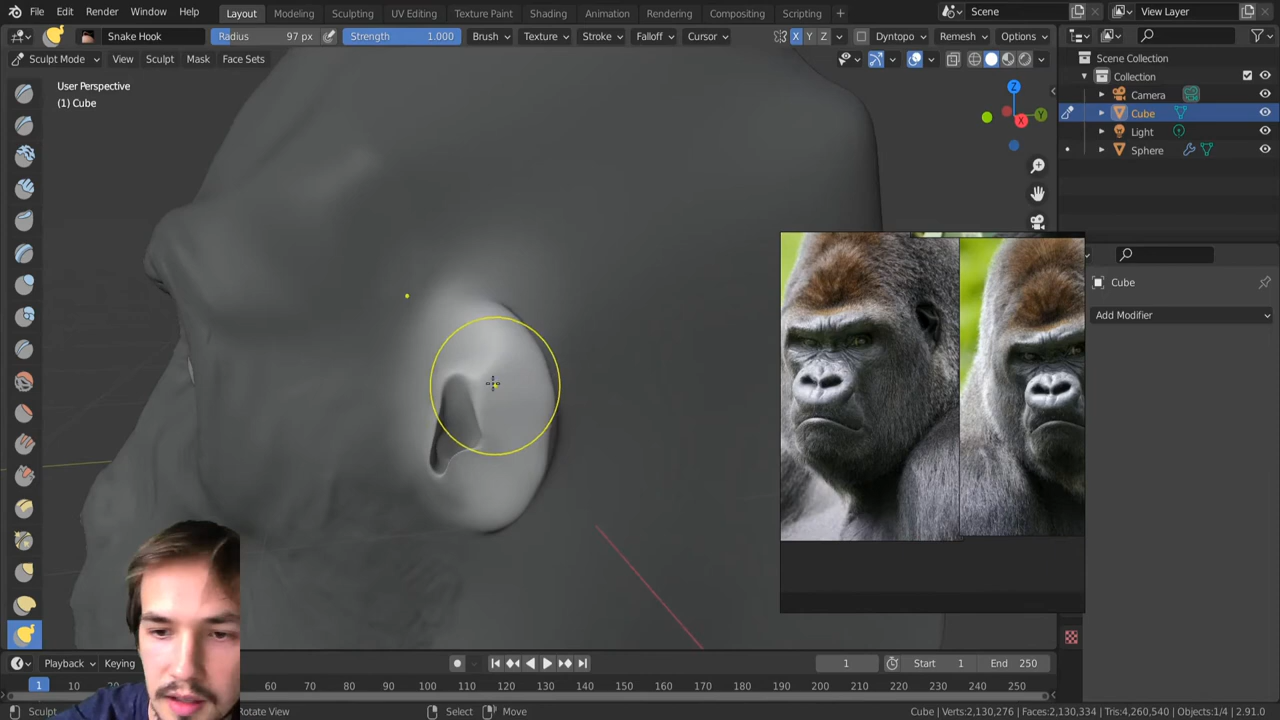 File Edit Render Window Help Layout Modeling Sculpting UV Editing Texture Paint Shading Animation Rendering Compositing Scripting + Scene View Layer
Snake Hook Radius 97 px Strength 1.000 Brush Texture Stroke Falloff Cursor X Y Z Dyntopo Remesh Options
Sculpt Mode View Sculpt Mask Face Sets
Scene Collection
Collection
Camera
Cube
Light
Sphere
User Perspective
(1) Cube
Z
Y
X
Cube
Add Modifier
Playback Keying 1 Start 1 End 250
1 10 60 70 80 90 100 110 120 130 140 150 160 170 180 190 200 210 220 230 240 250
Sculpt Rotate View Select Move Cube | Verts:2,130,276 | Faces:2,130,334 | Tris:4,260,540 | Objects:1/4 | 2.91.0